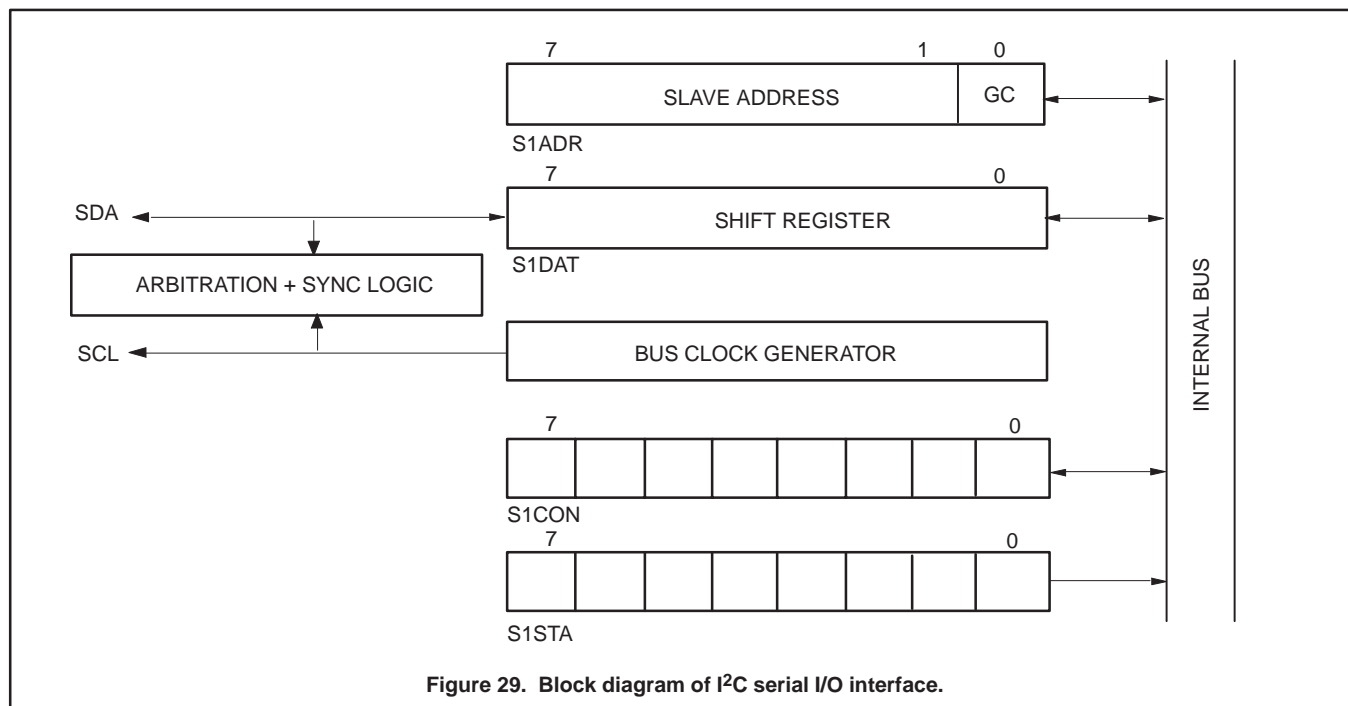 7 1 0
SLAVE ADDRESS GC
S1ADR
7 0
SDA
SHIFT REGISTER
S1DAT
ARBITRATION + SYNC LOGIC
SCL
BUS CLOCK GENERATOR
7 0
S1CON
7 0
S1STA
INTERNAL BUS
Figure 29. Block diagram of I²C serial I/O interface.